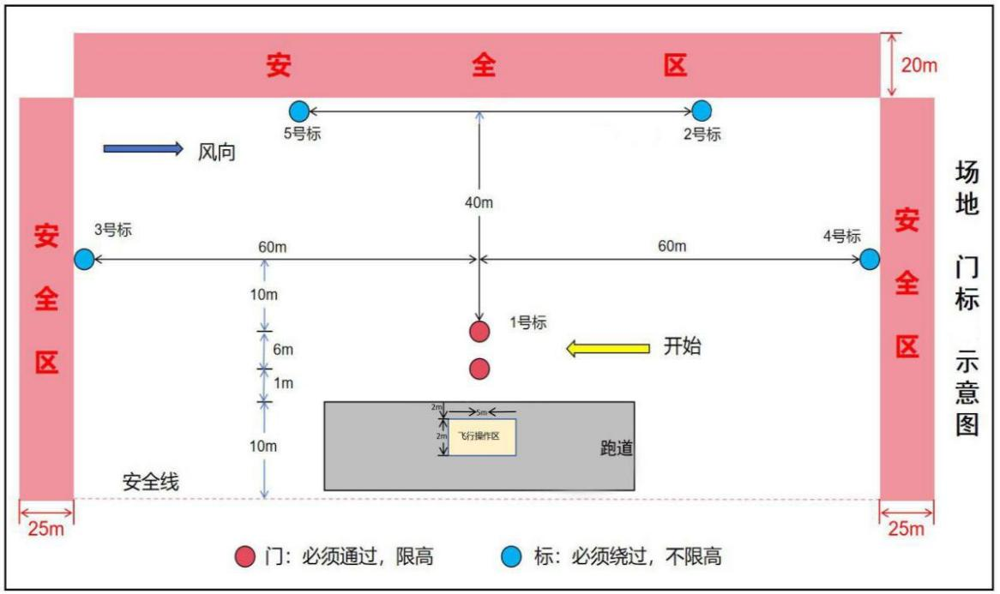 安 全 区
20m
5号标
2号标
风向
40m
3号标
4号标
60m
60m
安全区
安全区
10m
1号标
6m
开始
1m
2m
5m
2m
飞行操作区
10m
跑道
安全线
25m
25m
门：必须通过，限高
标：必须绕过，不限高
场地 门标 示意图